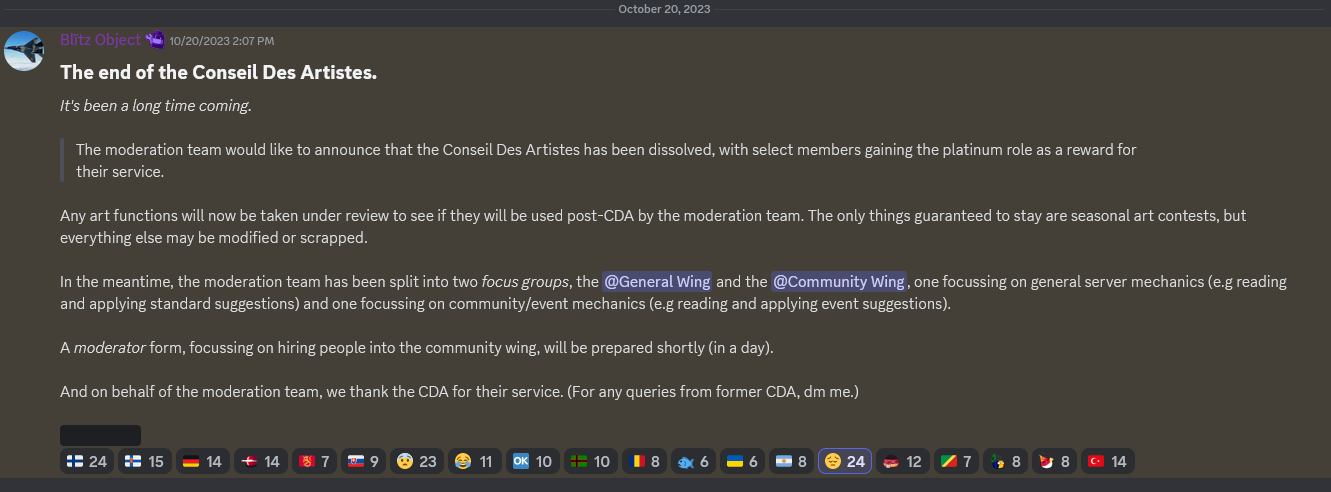 October 20, 2023
Blitz Object 10/20/2023 2:07 PM
The end of the Conseil Des Artistes.
It's been a long time coming.
The moderation team would like to announce that the Conseil Des Artistes has been dissolved, with select members gaining the platinum role as a reward for
their service.
Any art functions will now be taken under review to see if they will be used post-CDA by the moderation team. The only things guaranteed to stay are seasonal art contests, but
everything else may be modified or scrapped.
In the meantime, the moderation team has been split into two focus groups, the @General Wing and the @Community Wing, one focussing on general server mechanics (e.g reading
and applying standard suggestions) and one focussing on community/event mechanics (e.g reading and applying event suggestions).
A moderator form, focussing on hiring people into the community wing, will be prepared shortly (in a day).
And on behalf of the moderation team, we thank the CDA for their service. (For any queries from former CDA, dm me.)
24 15 14 14 7 9 23 11 OK 10 10 8 6 6 8 24 12 7 8 8 14